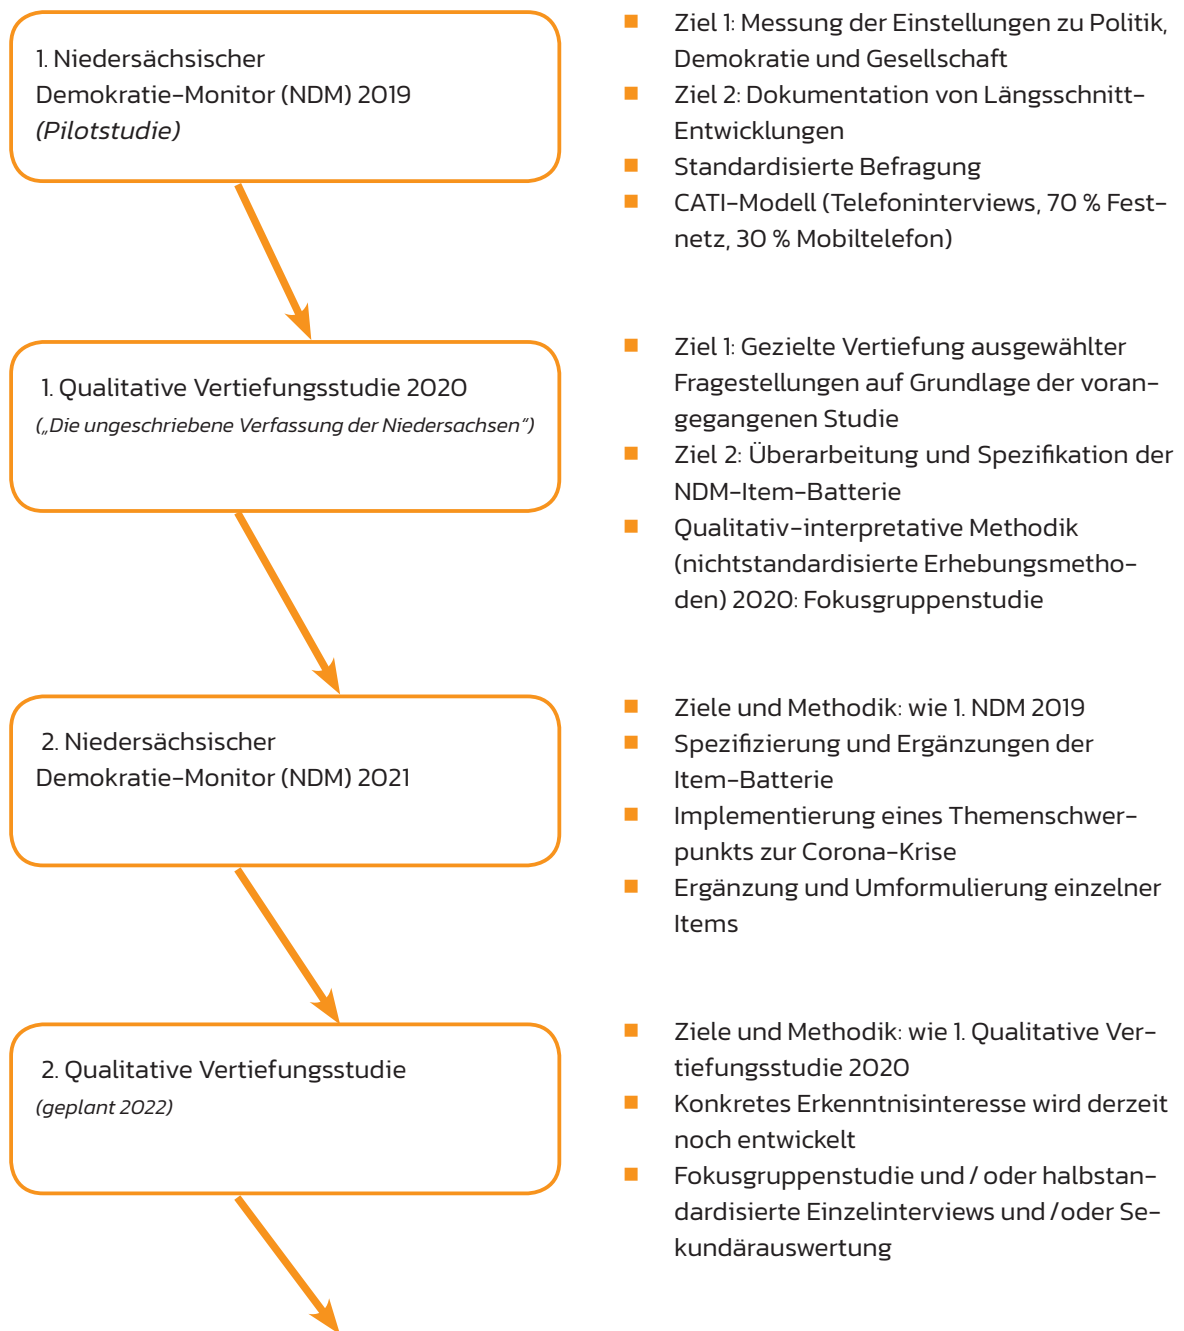 1. Niedersächsischer
Demokratie-Monitor (NDM) 2019
(Pilotstudie)
■ Ziel 1: Messung der Einstellungen zu Politik,
Demokratie und Gesellschaft
■ Ziel 2: Dokumentation von Längsschnitt-
Entwicklungen
■ Standardisierte Befragung
■ CATI-Modell (Telefoninterviews, 70 % Fest-
netz, 30 % Mobiltelefon)
1. Qualitative Vertiefungsstudie 2020
(„Die ungeschriebene Verfassung der Niedersachsen“)
■ Ziel 1: Gezielte Vertiefung ausgewählter
Fragestellungen auf Grundlage der voran-
gegangenen Studie
■ Ziel 2: Überarbeitung und Spezifikation der
NDM-Item-Batterie
■ Qualitativ-interpretative Methodik
(nichtstandardisierte Erhebungsmetho-
den) 2020: Fokusgruppenstudie
2. Niedersächsischer
Demokratie-Monitor (NDM) 2021
■ Ziele und Methodik: wie 1. NDM 2019
■ Spezifizierung und Ergänzungen der
Item-Batterie
■ Implementierung eines Themenschwer-
punkts zur Corona-Krise
■ Ergänzung und Umformulierung einzelner
Items
2. Qualitative Vertiefungsstudie
(geplant 2022)
■ Ziele und Methodik: wie 1. Qualitative Ver-
tiefungsstudie 2020
■ Konkretes Erkenntnisinteresse wird derzeit
noch entwickelt
■ Fokusgruppenstudie und / oder halbstan-
dardisierte Einzelinterviews und /oder Se-
kundärauswertung